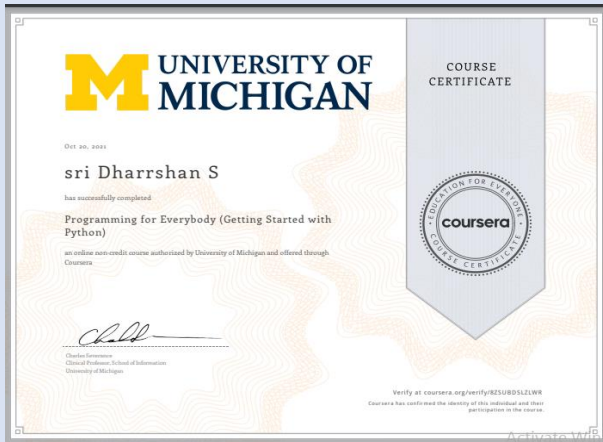 UNIVERSITY OF
MICHIGAN
COURSE
CERTIFICATE
Oct 20, 2021
sri Dharrshan S
has successfully completed
Programming for Everybody (Getting Started with
Python)
an online non-credit course authorized by University of Michigan and offered through
Coursera
EDUCATION FOR EVERYONE
coursera
COURSE CERTIFICATE
Charles Severance
Clinical Professor, School of Information
University of Michigan
Verify at coursera.org/verify/
Coursera has confirmed the identity of this individual and their
participation in the course.
Activate